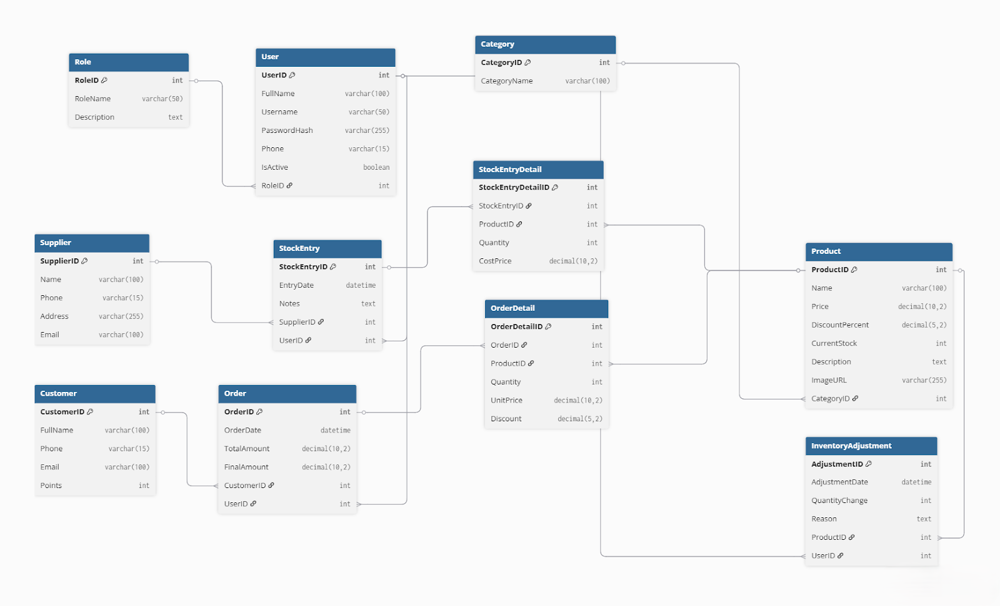 Role
RoleID int
RoleName varchar(50)
Description text
User
UserID int
FullName varchar(100)
Username varchar(50)
PasswordHash varchar(255)
Phone varchar(15)
IsActive boolean
RoleID int
Category
CategoryID int
CategoryName varchar(100)
StockEntryDetail
StockEntryDetailID int
StockEntryID int
ProductID int
Quantity int
CostPrice decimal(10,2)
Supplier
SupplierID int
Name varchar(100)
Phone varchar(15)
Address varchar(255)
Email varchar(100)
StockEntry
StockEntryID int
EntryDate datetime
Notes text
SupplierID int
UserID int
Product
ProductID int
Name varchar(100)
Price decimal(10,2)
DiscountPercent decimal(5,2)
CurrentStock int
Description text
ImageURL varchar(255)
CategoryID int
OrderDetail
OrderDetailID int
OrderID int
ProductID int
Quantity int
UnitPrice decimal(10,2)
Discount decimal(5,2)
Customer
CustomerID int
FullName varchar(100)
Phone varchar(15)
Email varchar(100)
Points int
Order
OrderID int
OrderDate datetime
TotalAmount decimal(10,2)
FinalAmount decimal(10,2)
CustomerID int
UserID int
InventoryAdjustment
AdjustmentID int
AdjustmentDate datetime
QuantityChange int
Reason text
ProductID int
UserID int